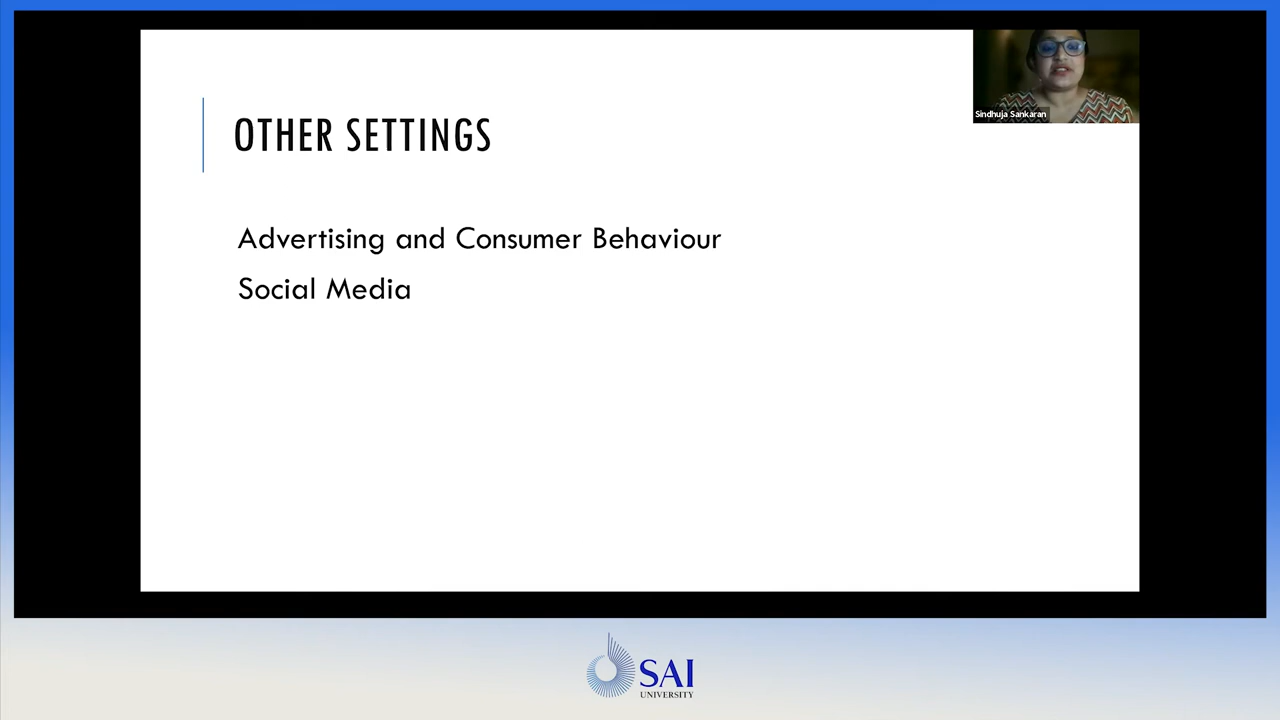 OTHER SETTINGS
Sindhuja Sankaran
Advertising and Consumer Behaviour
Social Media
SAI
UNIVERSITY